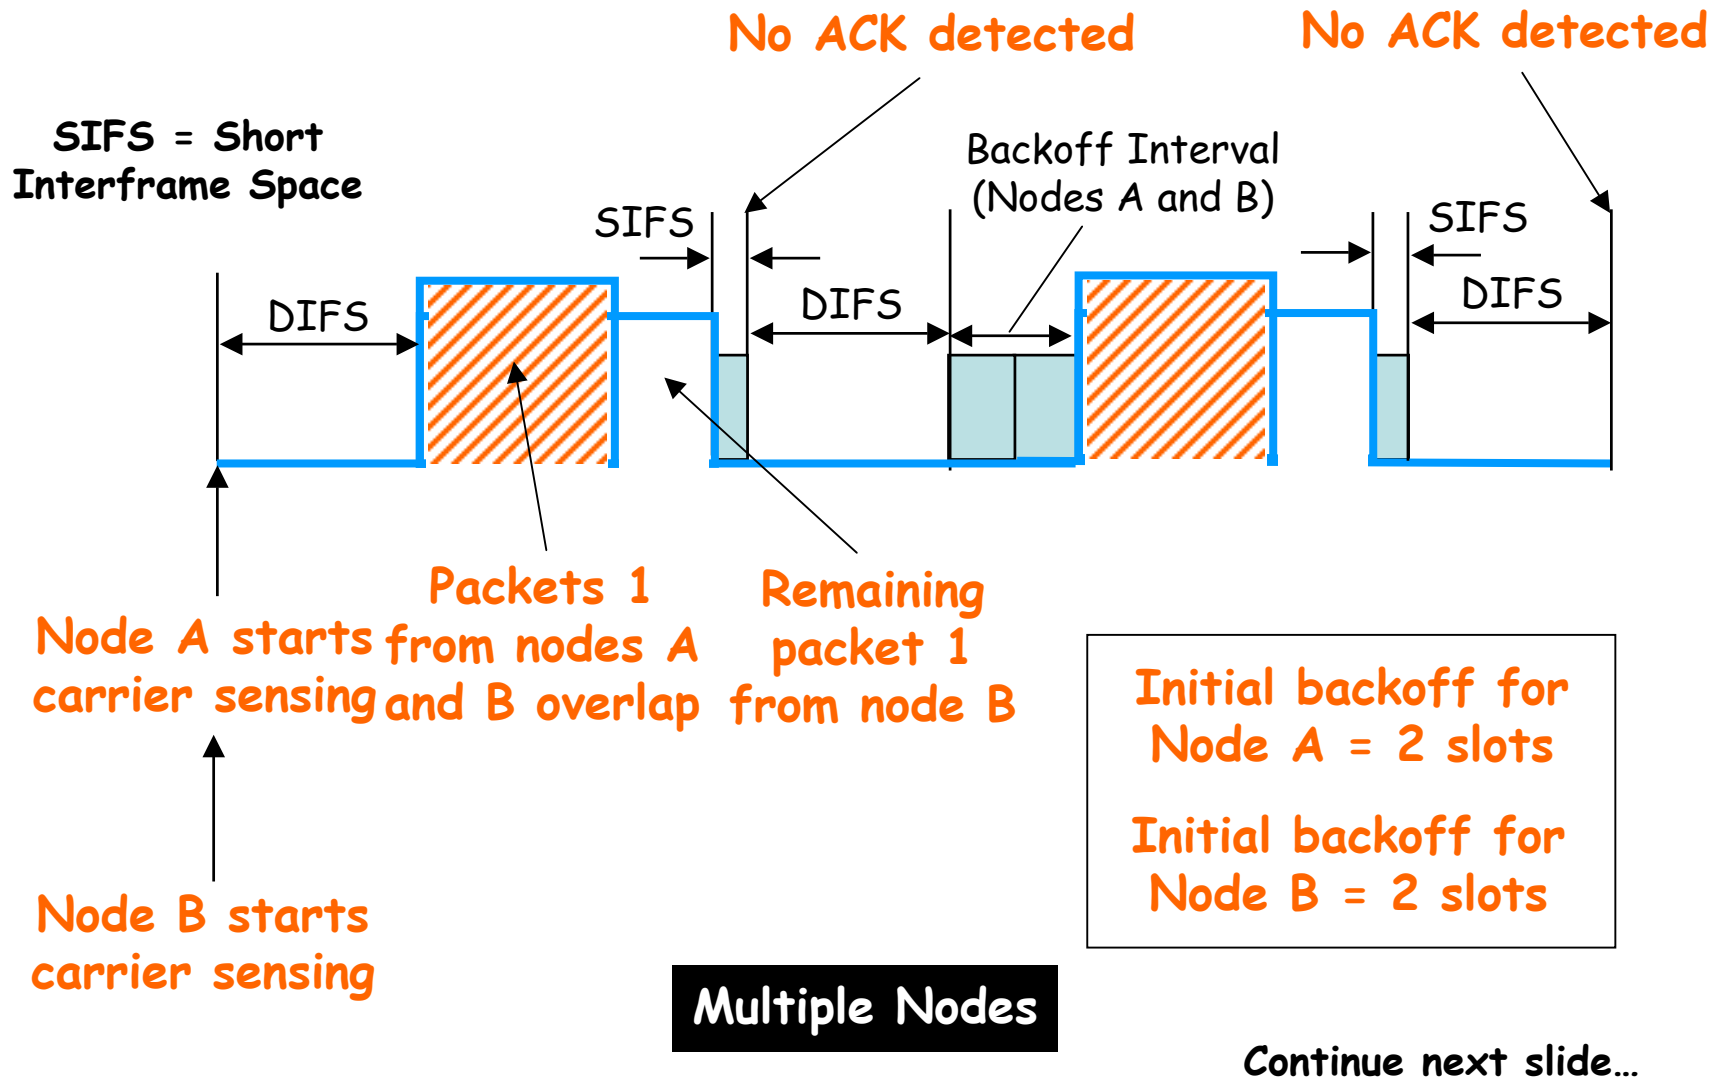 No ACK detected
No ACK detected
SIFS = Short
Interframe Space
Backoff Interval
(Nodes A and B)
SIFS
SIFS
DIFS
DIFS
DIFS
Packets 1
from nodes A
and B overlap
Remaining
packet 1
from node B
Node A starts
carrier sensing
Initial backoff for
Node A = 2 slots
Initial backoff for
Node B = 2 slots
Node B starts
carrier sensing
Multiple Nodes
Continue next slide…